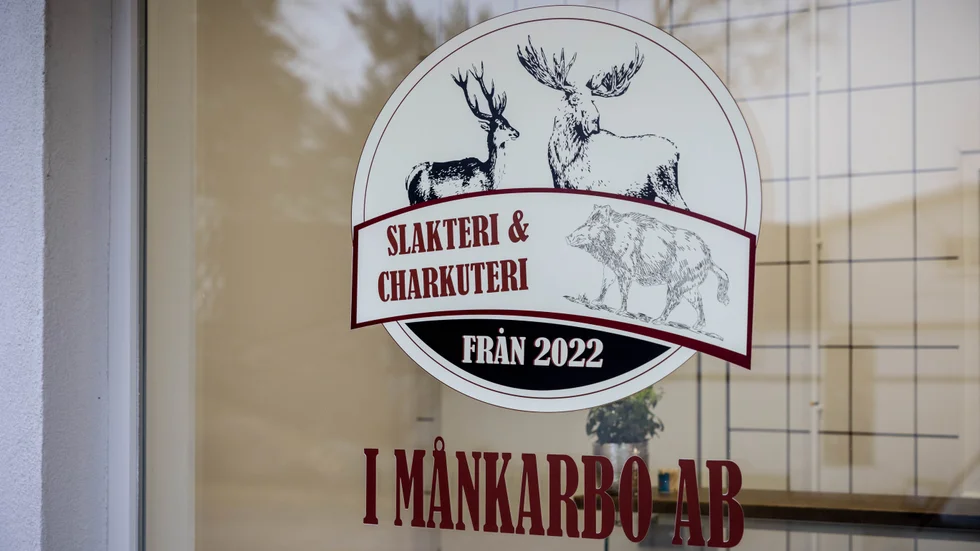 SLAKTERI &
CHARKUTERI
FRÅN 2022
I MÅNKARBO AB